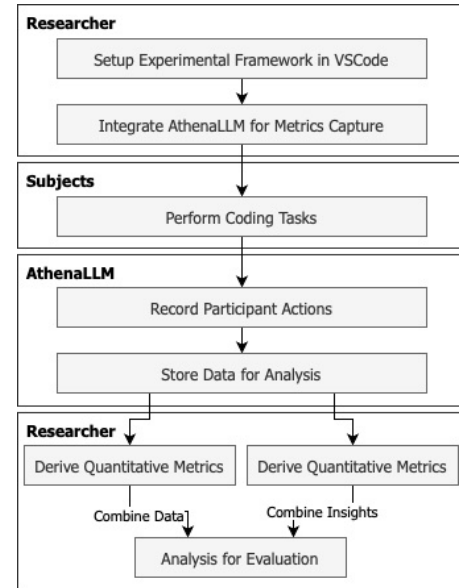 Researcher
Setup Experimental Framework in VSCode
Integrate AthenaLLM for Metrics Capture
Subjects
Perform Coding Tasks
AthenaLLM
Record Participant Actions
Store Data for Analysis
Researcher
Derive Quantitative Metrics
Derive Quantitative Metrics
Combine Data
Combine Insights
Analysis for Evaluation